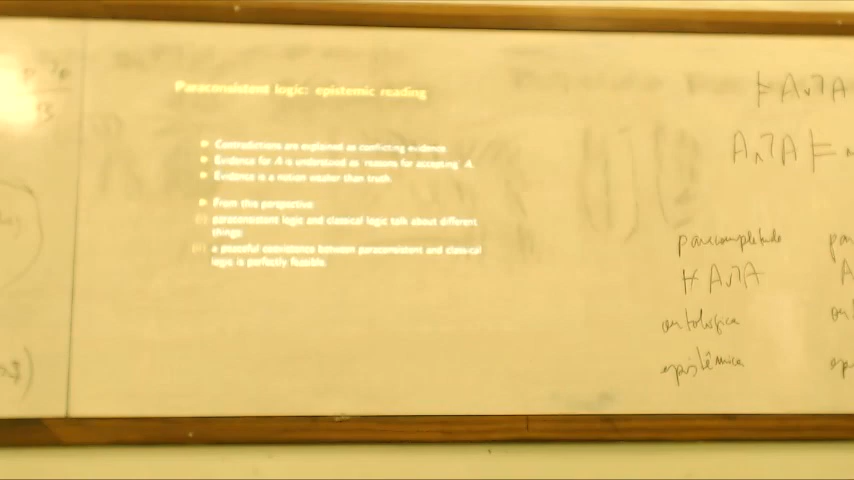 Paraconsistent logic: epistemic reading
Contradictions are explained as conflicting evidence.
Evidence for A is understood as 'reasons for accepting' A.
Evidence is a notion weaker than truth.
From this perspective
(i) paraconsistent logic and classical logic talk about different
things
(ii) a peaceful coexistence between paraconsistent and classical
logic is perfectly feasible.
⊨ A∨¬A
A∧¬A ⊨
paracompletude
⊬ A∨¬A
A
ontológica
epistêmica